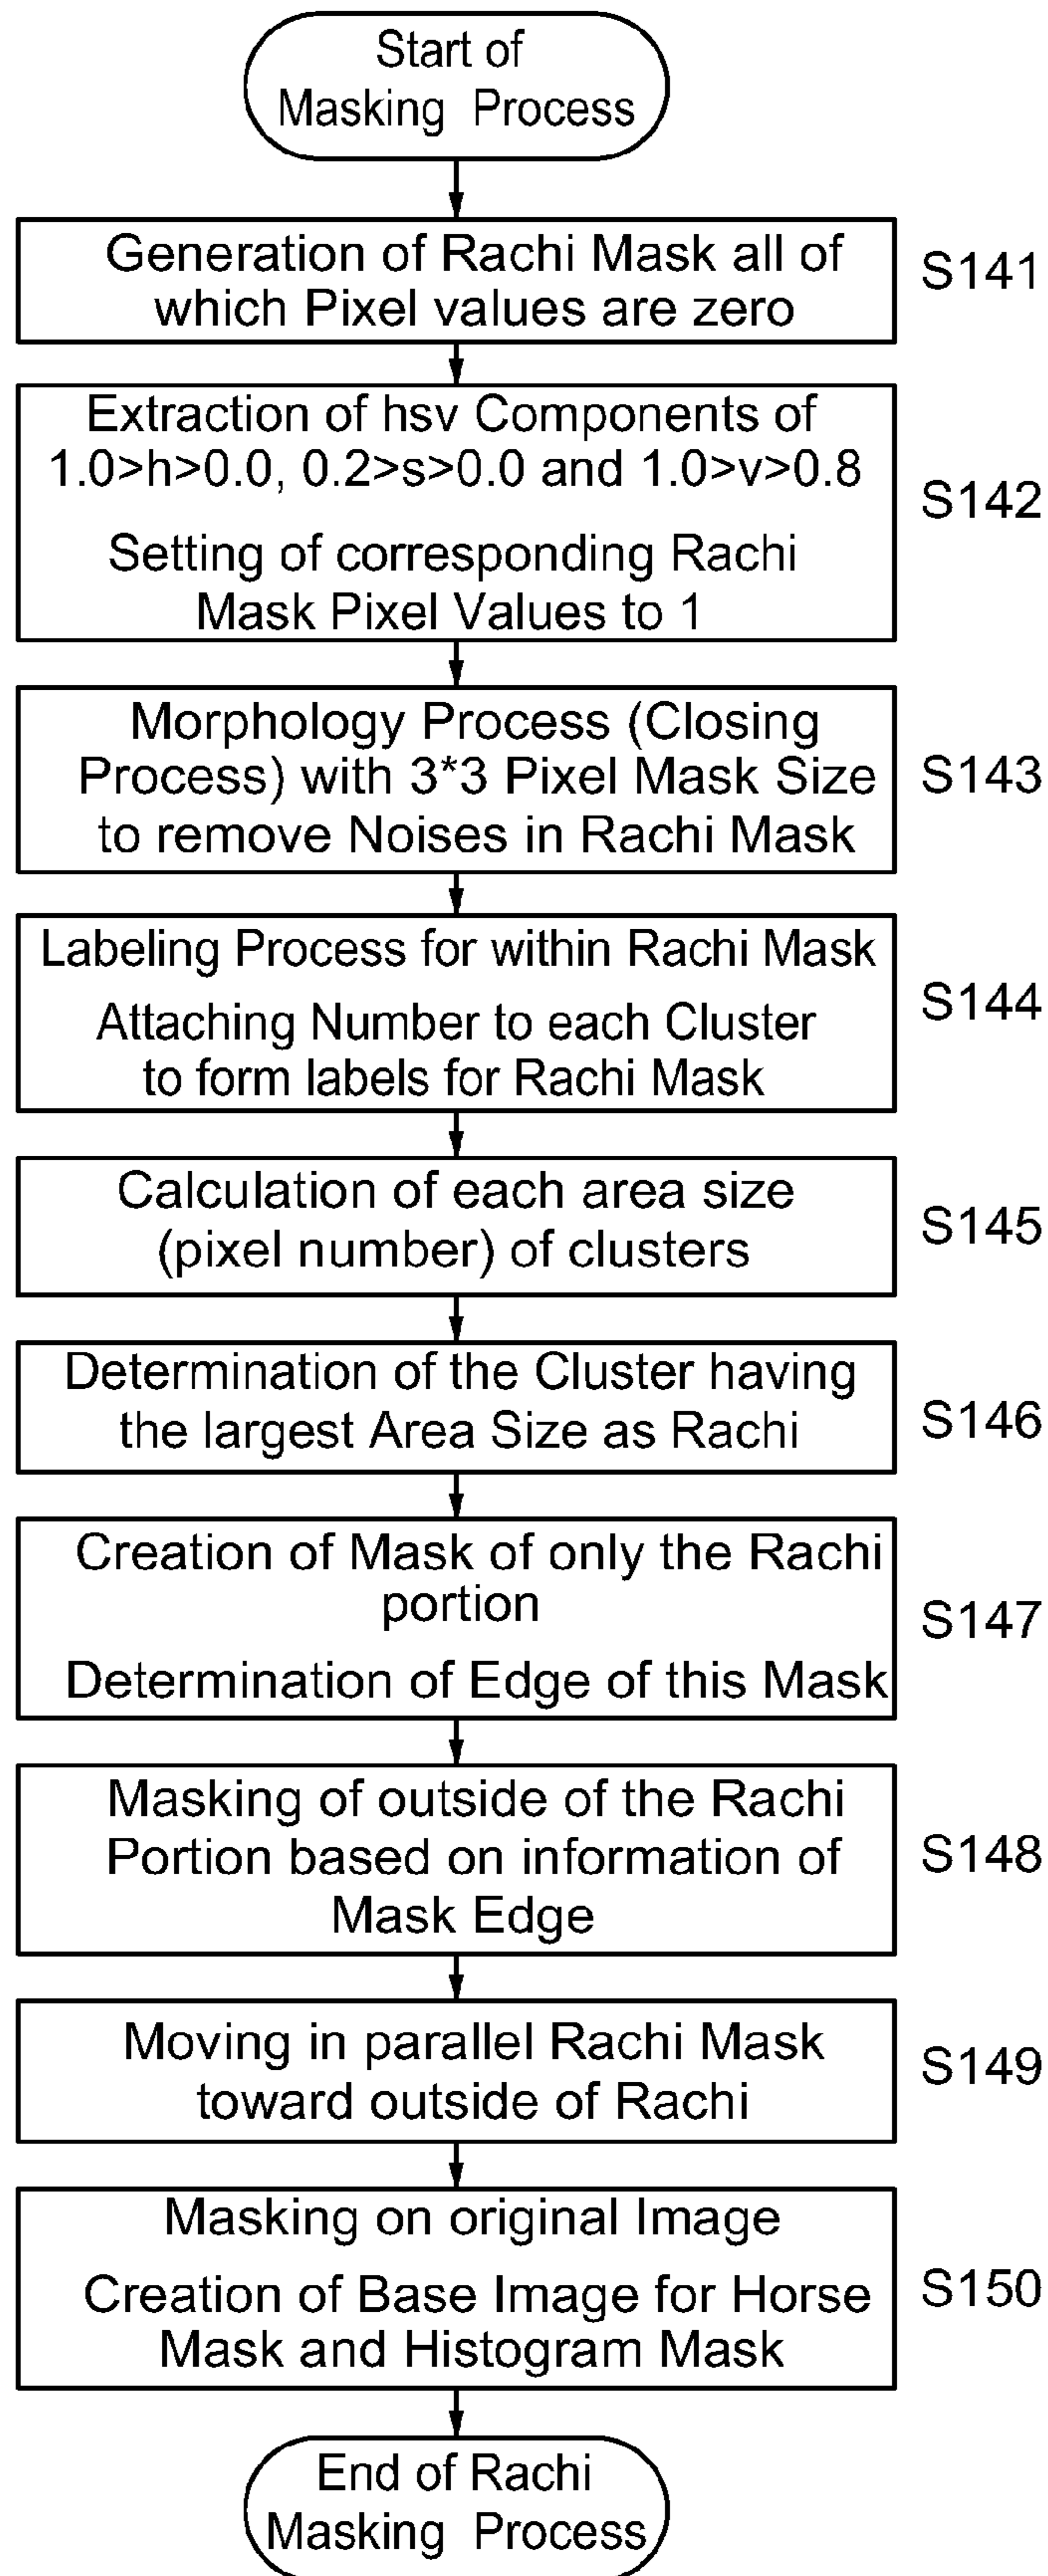 Start of
Masking Process
Generation of Rachi Mask all of
which Pixel values are zero
S141
Extraction of hsv Components of
1.0>h>0.0, 0.2>s>0.0 and 1.0>v>0.8
Setting of corresponding Rachi
Mask Pixel Values to 1
S142
Morphology Process (Closing
Process) with 3*3 Pixel Mask Size
to remove Noises in Rachi Mask
S143
Labeling Process for within Rachi Mask
Attaching Number to each Cluster
to form labels for Rachi Mask
S144
Calculation of each area size
(pixel number) of clusters
S145
Determination of the Cluster having
the largest Area Size as Rachi
S146
Creation of Mask of only the Rachi
portion
Determination of Edge of this Mask
S147
Masking of outside of the Rachi
Portion based on information of
Mask Edge
S148
Moving in parallel Rachi Mask
toward outside of Rachi
S149
Masking on original Image
Creation of Base Image for Horse
Mask and Histogram Mask
S150
End of Rachi
Masking Process